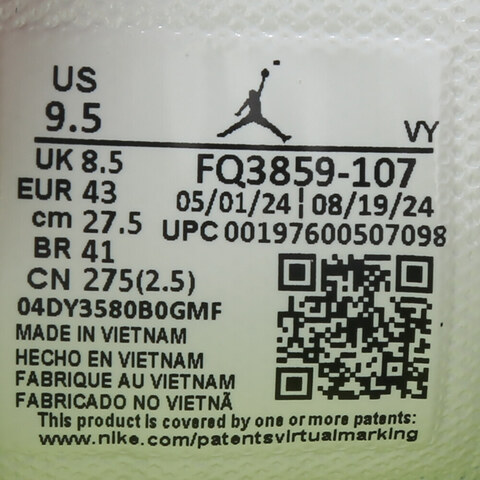 US
9.5
VY
UK 8.5
FQ3859-107
EUR 43
05/01/24 | 08/19/24
cm 27.5
UPC 00197600507098
BR 41
CN 275(2.5)
04DY3580B0GMF
MADE IN VIETNAM
HECHO EN VIETNAM
FABRIQUE AU VIETNAM
FABRICADO NO VIETNÃ
This product is covered by one or more patents:
www.nike.com/patentsvirtualmarking